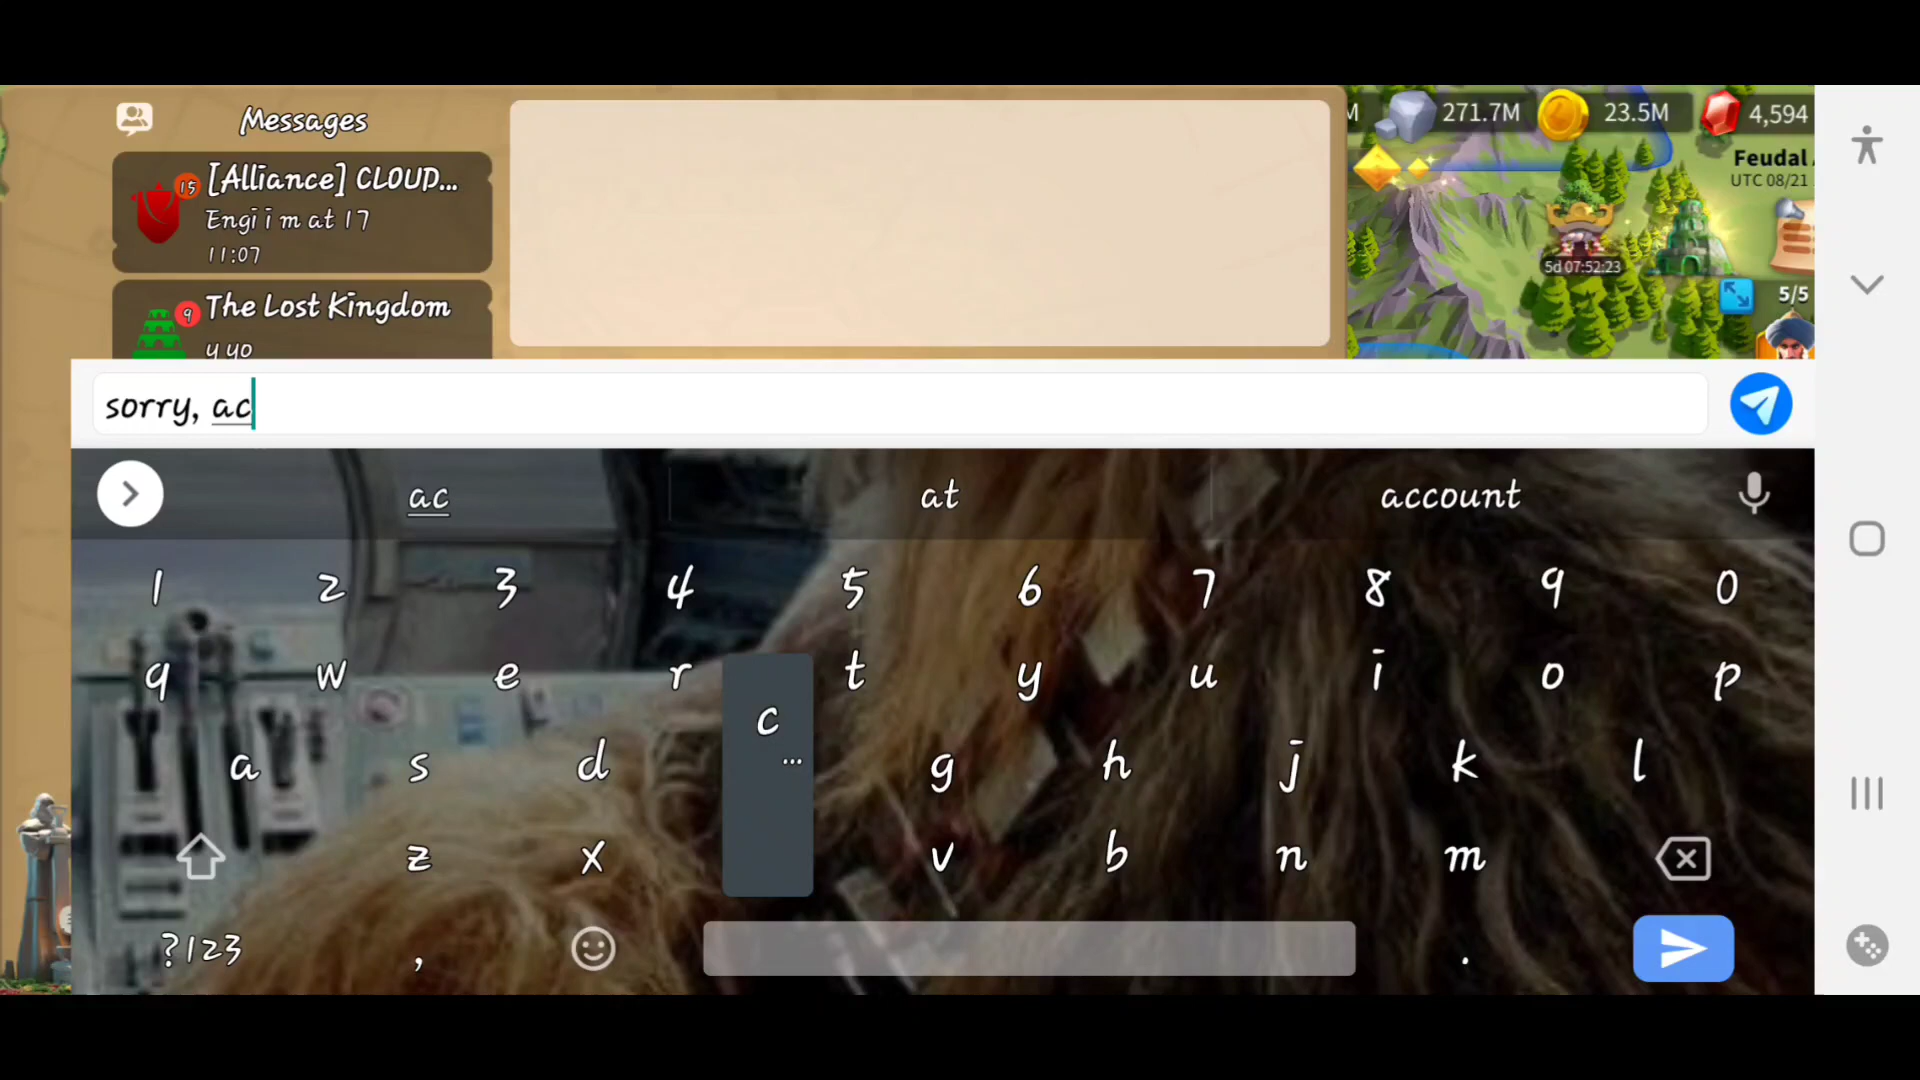 Messages
15
[Alliance] CLOUD...
Engi i m at 17
11:07
9
The Lost Kingdom
y yo
M
271.7M
23.5M
4,594
Feudal
UTC 08/21
5d 07:52:23
5/5
sorry, ac
ac at account
1 2 3 4 5 6 7 8 9 0
q w e r t y u i o p
c
...
a s d g h j k l
z x v b n m
?123 , .